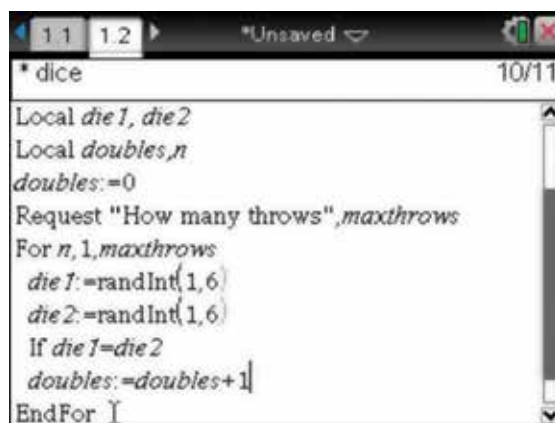 1.1 1.2 *Unsaved
* dice 10/11
Local die1, die2
Local doubles,n
doubles:=0
Request "How many throws",maxthrows
For n,1,maxthrows
die1:=randInt(1,6)
die2:=randInt(1,6)
If die1=die2
doubles:=doubles+1
EndFor